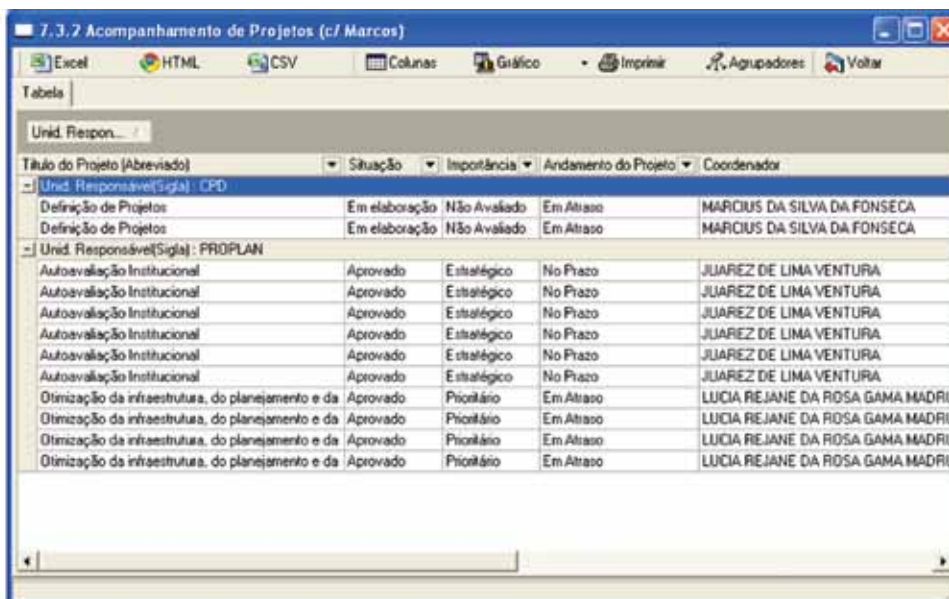 7.3.2 Acompanhamento de Projetos (c/ Marcos)
Excel HTML CSV Colunas Gráfico Imprimir Agrupadores Voltar
Tabela
Unid. Respon...
Título do Projeto (Abreviado) Situação Importância Andamento do Projeto Coordenador
Unid. Responsável(Sigla) : CPD
Definição de Projetos Em elaboração Não Avaliado Em Atraso MARCIUS DA SILVA DA FONSECA
Definição de Projetos Em elaboração Não Avaliado Em Atraso MARCIUS DA SILVA DA FONSECA
Unid. Responsável(Sigla) : PROPLAN
Autoavaliação Institucional Aprovado Estratégico No Prazo JUAREZ DE LIMA VENTURA
Autoavaliação Institucional Aprovado Estratégico No Prazo JUAREZ DE LIMA VENTURA
Autoavaliação Institucional Aprovado Estratégico No Prazo JUAREZ DE LIMA VENTURA
Autoavaliação Institucional Aprovado Estratégico No Prazo JUAREZ DE LIMA VENTURA
Autoavaliação Institucional Aprovado Estratégico No Prazo JUAREZ DE LIMA VENTURA
Autoavaliação Institucional Aprovado Estratégico No Prazo JUAREZ DE LIMA VENTURA
Otimização da infraestrutura, do planejamento e da Aprovado Prioritário Em Atraso LUCIA REJANE DA ROSA GAMA MADRI
Otimização da infraestrutura, do planejamento e da Aprovado Prioritário Em Atraso LUCIA REJANE DA ROSA GAMA MADRI
Otimização da infraestrutura, do planejamento e da Aprovado Prioritário Em Atraso LUCIA REJANE DA ROSA GAMA MADRI
Otimização da infraestrutura, do planejamento e da Aprovado Prioritário Em Atraso LUCIA REJANE DA ROSA GAMA MADRI